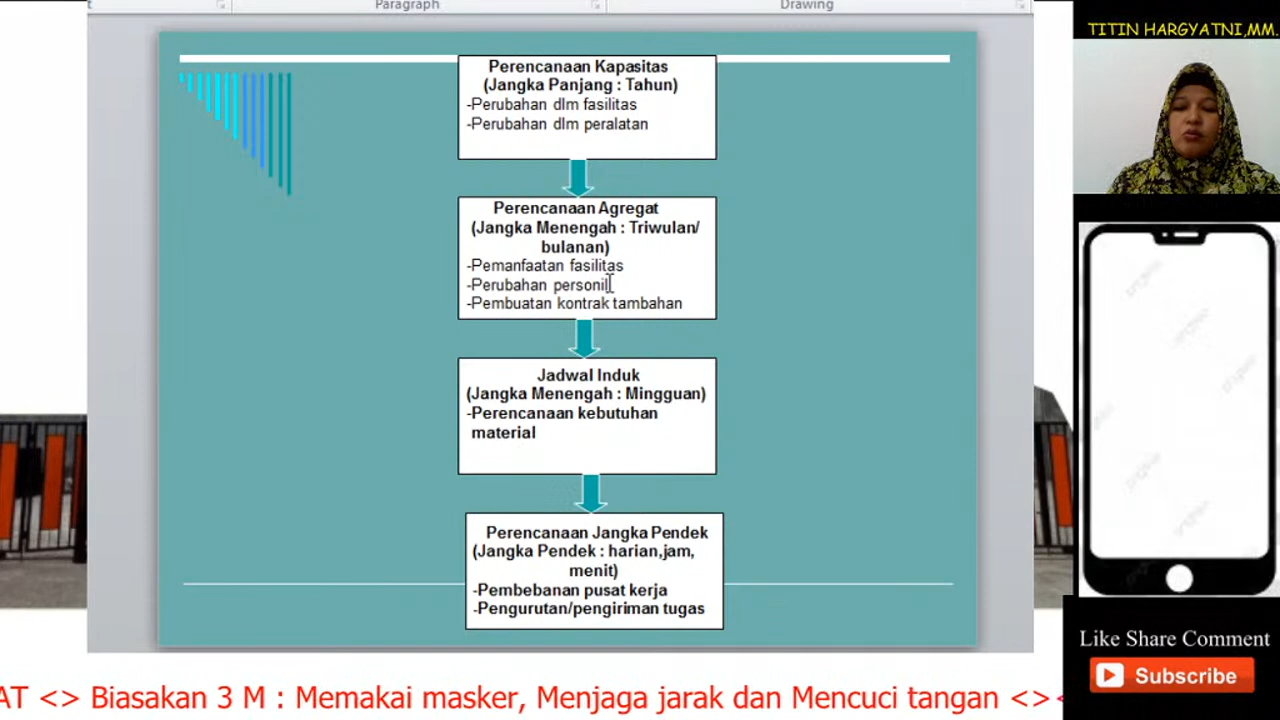 Paragraph
Drawing
TITIN HARGYATNI,MM.
Perencanaan Kapasitas
(Jangka Panjang : Tahun)
-Perubahan dlm fasilitas
-Perubahan dlm peralatan
Perencanaan Agregat
(Jangka Menengah : Triwulan/
bulanan)
-Pemanfaatan fasilitas
-Perubahan personil
-Pembuatan kontrak tambahan
Jadwal Induk
(Jangka Menengah : Mingguan)
-Perencanaan kebutuhan
material
Perencanaan Jangka Pendek
(Jangka Pendek : harian,jam,
menit)
-Pembebanan pusat kerja
-Pengurutan/pengiriman tugas
Like Share Comment
Subscribe
AT <> Biasakan 3 M : Memakai masker, Menjaga jarak dan Mencuci tangan <>